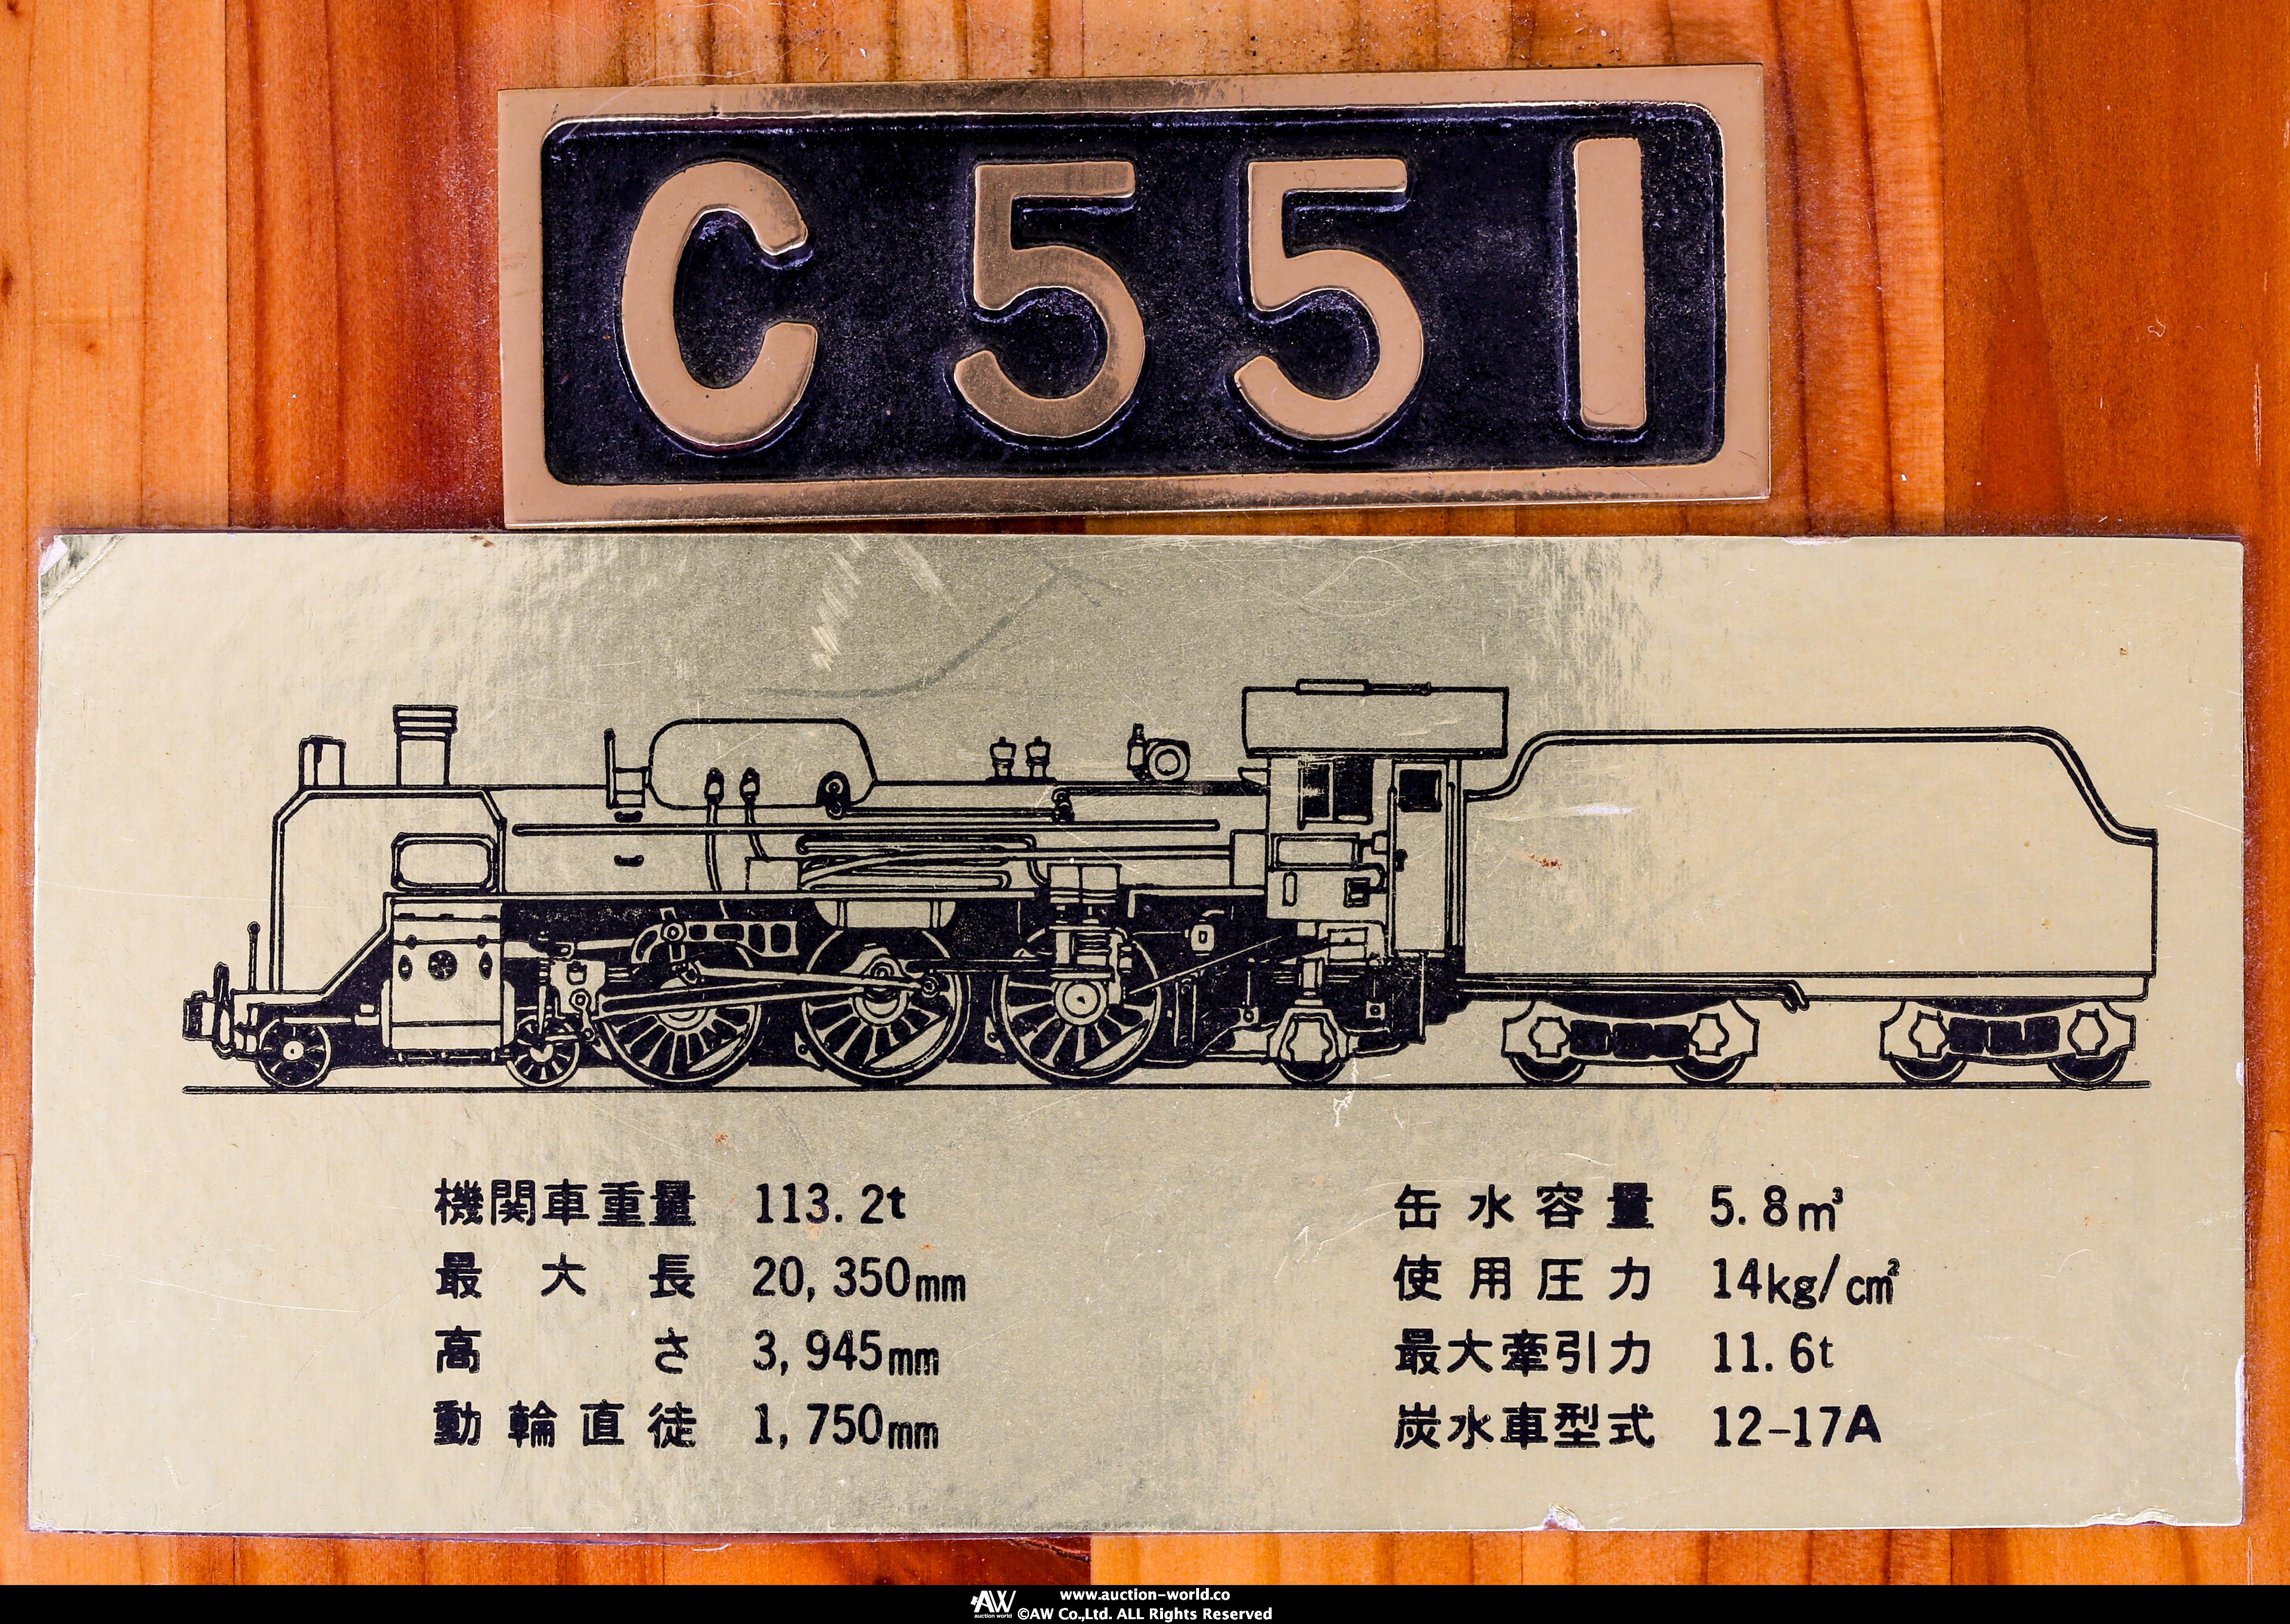 C55 1
機関車重量 113.2t
最大長 20,350mm
高さ 3,945mm
動輪直徒 1,750mm
缶水容量 5.8m³
使用圧力 14kg/cm²
最大牽引力 11.6t
炭水車型式 12-17A
AW
auction world
www.auction-world.co
©AW Co.,Ltd. ALL Rights Reserved